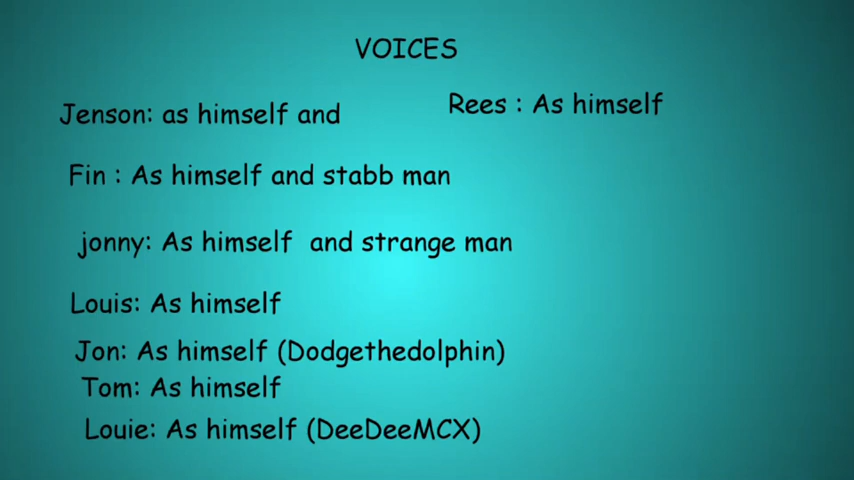 VOICES
Jenson: as himself and
Rees : As himself
Fin : As himself and stabb man
jonny: As himself  and strange man
Louis: As himself
Jon: As himself (Dodgethedolphin)
Tom: As himself
Louie: As himself (DeeDeeMCX)